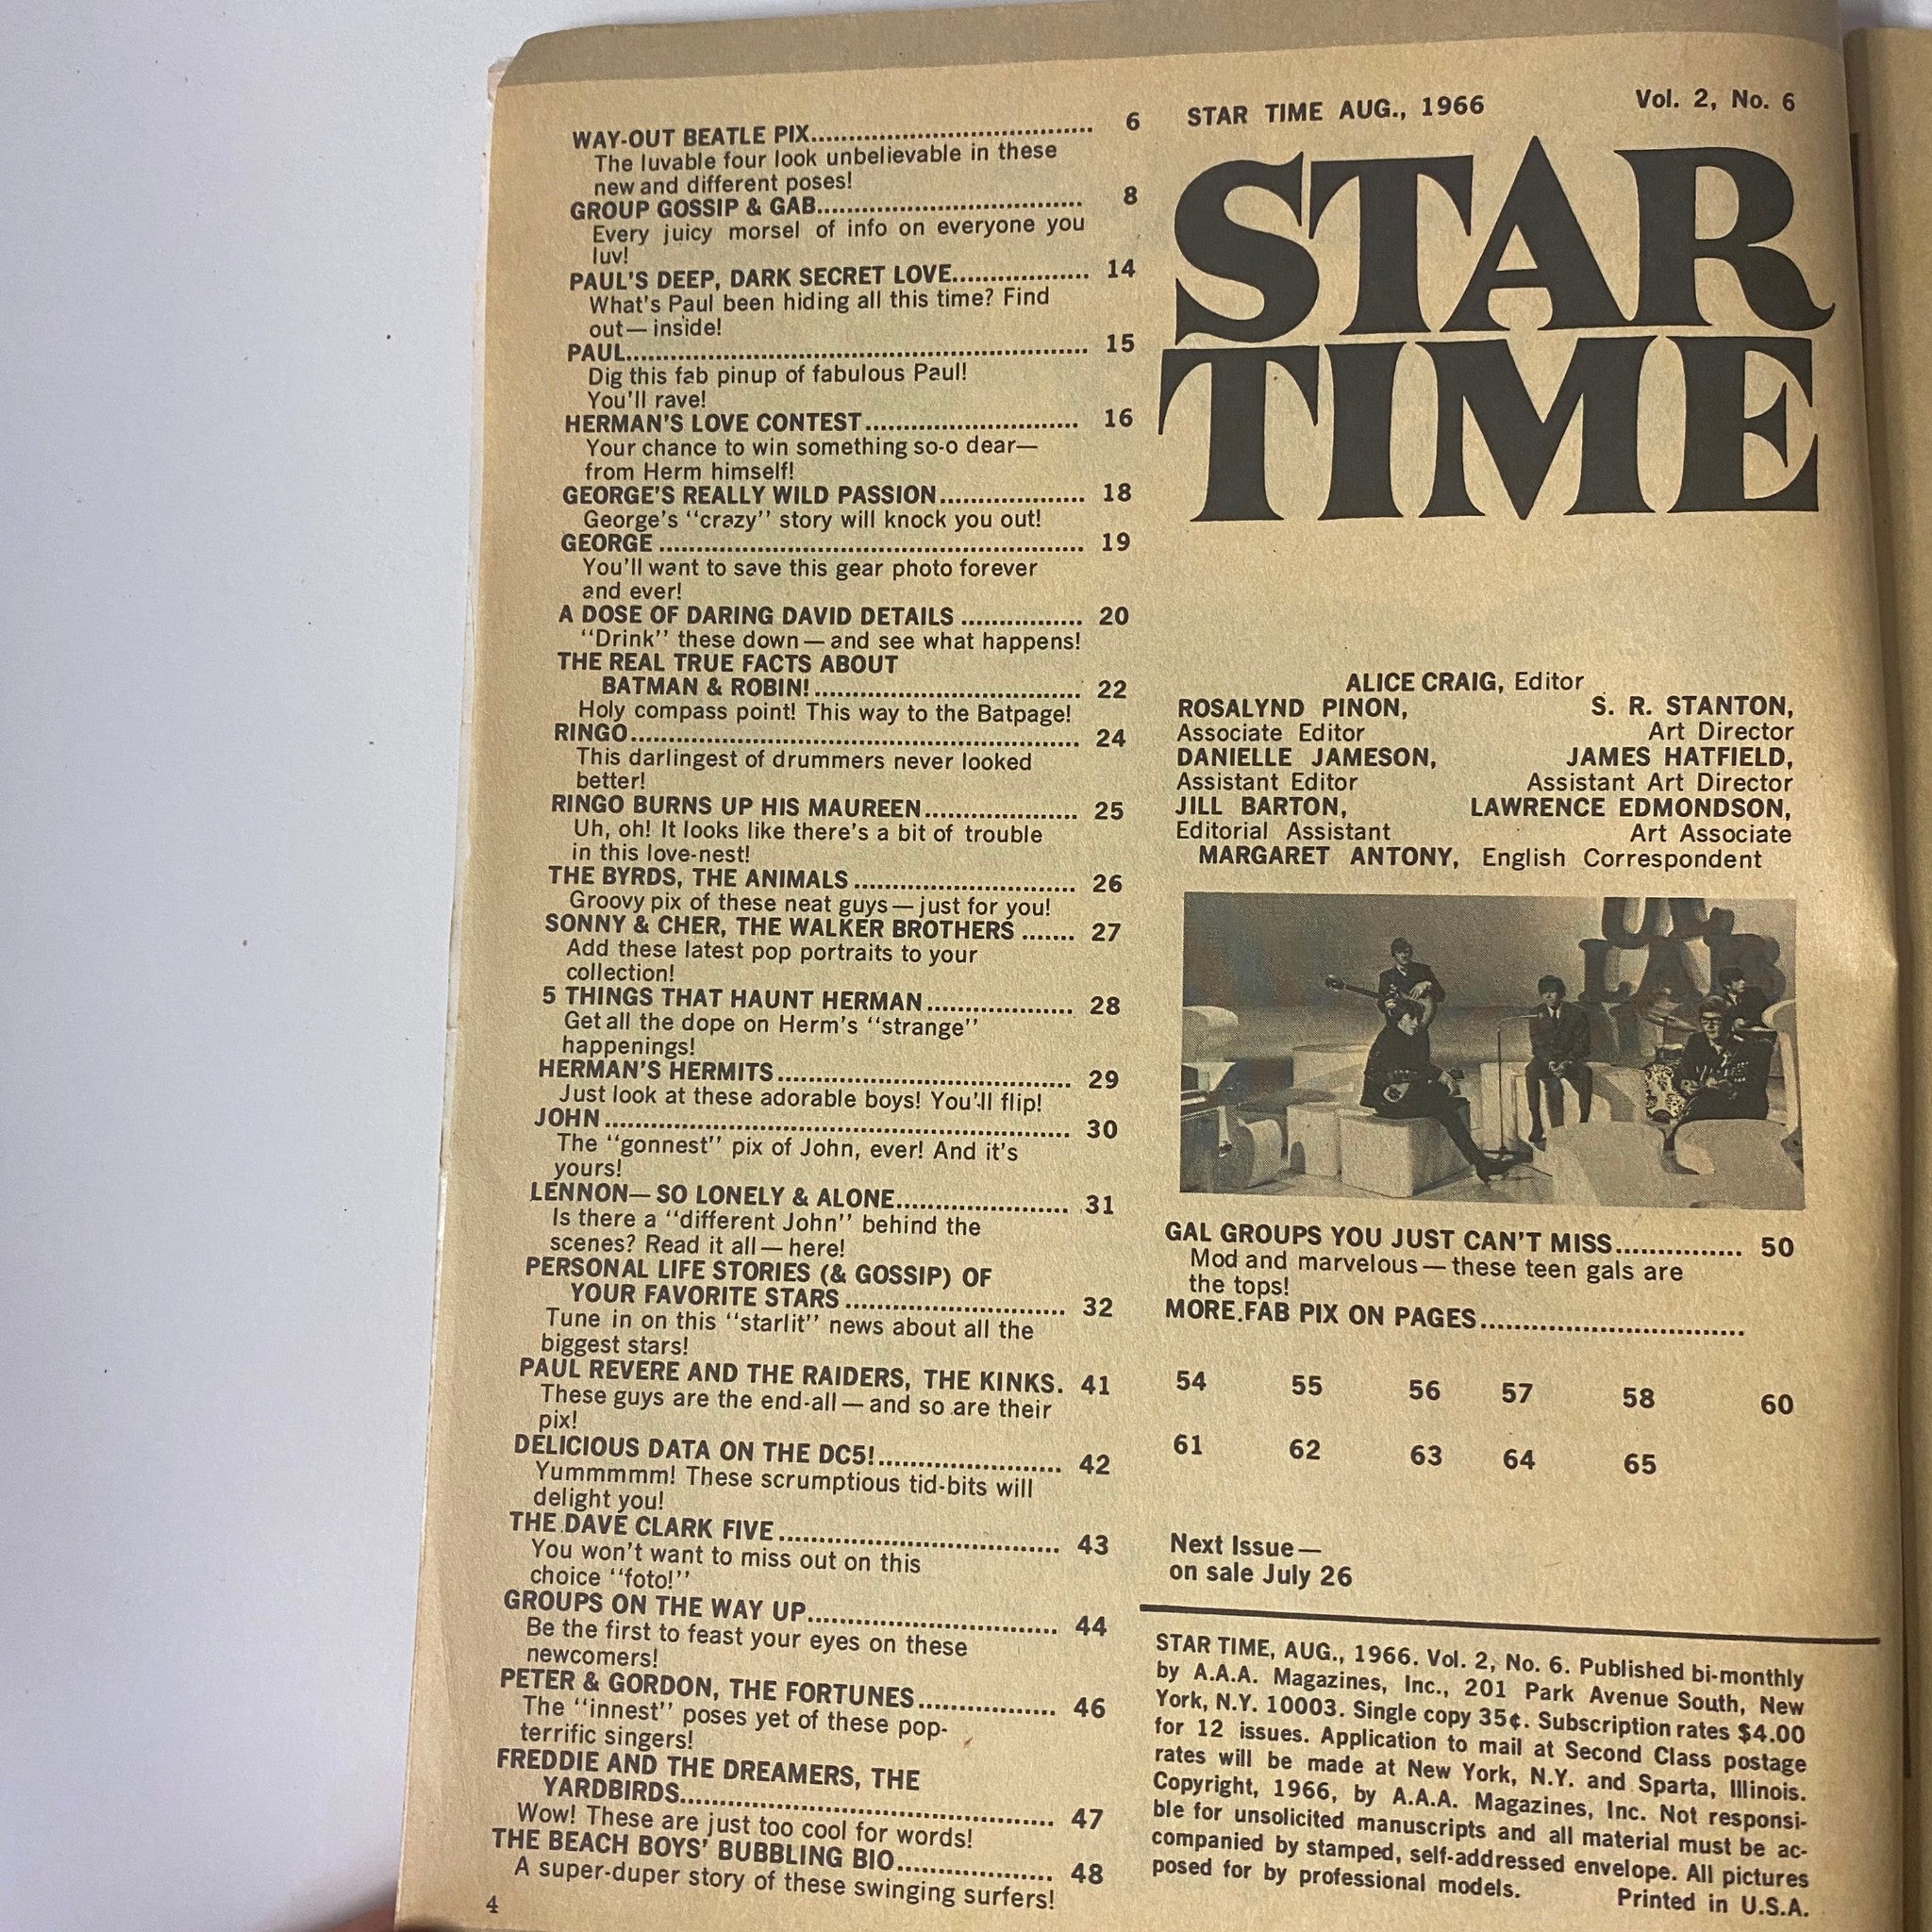 WAY-OUT BEATLE PIX........................................ 6
The luvable four look unbelievable in these
new and different poses!
GROUP GOSSIP & GAB........................................ 8
Every juicy morsel of info on everyone you
luv!
PAUL'S DEEP, DARK SECRET LOVE.................. 14
What's Paul been hiding all this time? Find
out—inside!
PAUL.............................................................. 15
Dig this fab pinup of fabulous Paul!
You'll rave!
HERMAN'S LOVE CONTEST............................. 16
Your chance to win something so-o dear—
from Herm himself!
GEORGE'S REALLY WILD PASSION................... 18
George's "crazy" story will knock you out!
GEORGE.......................................................... 19
You'll want to save this gear photo forever
and ever!
A DOSE OF DARING DAVID DETAILS................ 20
"Drink" these down—and see what happens!
THE REAL TRUE FACTS ABOUT
BATMAN & ROBIN!.................................... 22
Holy compass point! This way to the Batpage!
RINGO............................................................. 24
This darlingest of drummers never looked
better!
RINGO BURNS UP HIS MAUREEN..................... 25
Uh, oh! It looks like there's a bit of trouble
in this love-nest!
THE BYRDS, THE ANIMALS.............................. 26
Groovy pix of these neat guys—just for you!
SONNY & CHER, THE WALKER BROTHERS....... 27
Add these latest pop portraits to your
collection!
5 THINGS THAT HAUNT HERMAN.................... 28
Get all the dope on Herm's "strange"
happenings!
HERMAN'S HERMITS........................................ 29
Just look at these adorable boys! You'll flip!
JOHN............................................................... 30
The "gonnest" pix of John, ever! And it's
yours!
LENNON—SO LONELY & ALONE....................... 31
Is there a "different John" behind the
scenes? Read it all—here!
PERSONAL LIFE STORIES (& GOSSIP) OF
YOUR FAVORITE STARS.............................. 32
Tune in on this "starlit" news about all the
biggest stars!
PAUL REVERE AND THE RAIDERS, THE KINKS. 41
These guys are the end-all—and so are their
pix!
DELICIOUS DATA ON THE DC5!......................... 42
Yummmmm! These scrumptious tid-bits will
delight you!
THE DAVE CLARK FIVE...................................... 43
You won't want to miss out on this
choice "foto!"
GROUPS ON THE WAY UP.................................. 44
Be the first to feast your eyes on these
newcomers!
PETER & GORDON, THE FORTUNES................... 46
The "innest" poses yet of these pop-
terrific singers!
FREDDIE AND THE DREAMERS, THE
YARDBIRDS.................................................. 47
Wow! These are just too cool for words!
THE BEACH BOYS' BUBBLING BIO..................... 48
A super-duper story of these swinging surfers!
4
STAR TIME AUG., 1966 Vol. 2, No. 6
STAR
TIME
ALICE CRAIG, Editor
ROSALYND PINON, S. R. STANTON,
Associate Editor Art Director
DANIELLE JAMESON, JAMES HATFIELD,
Assistant Editor Assistant Art Director
JILL BARTON, LAWRENCE EDMONDSON,
Editorial Assistant Art Associate
MARGARET ANTONY, English Correspondent
GAL GROUPS YOU JUST CAN'T MISS................ 50
Mod and marvelous—these teen gals are
the tops!
MORE FAB PIX ON PAGES..................................
54 55 56 57 58 60
61 62 63 64 65
Next Issue—
on sale July 26
STAR TIME, AUG., 1966. Vol. 2, No. 6. Published bi-monthly
by A.A.A. Magazines, Inc., 201 Park Avenue South, New
York, N.Y. 10003. Single copy 35¢. Subscription rates $4.00
for 12 issues. Application to mail at Second Class postage
rates will be made at New York, N.Y. and Sparta, Illinois.
Copyright, 1966, by A.A.A. Magazines, Inc. Not responsi-
ble for unsolicited manuscripts and all material must be ac-
companied by stamped, self-addressed envelope. All pictures
posed for by professional models.
Printed in U.S.A.